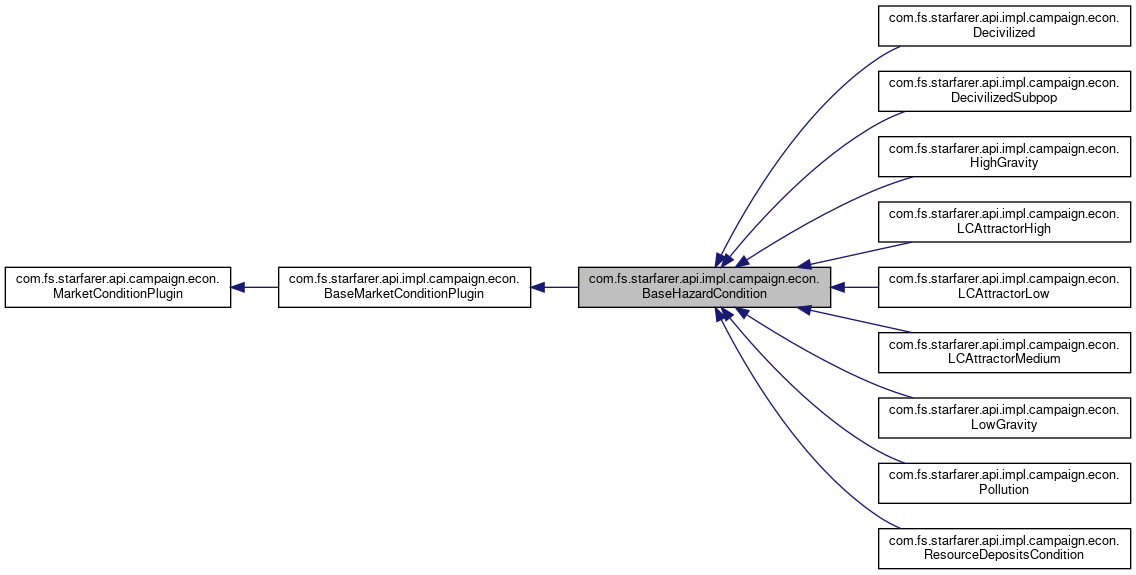 com.fs.starfarer.api.campaign.econ.
MarketConditionPlugin
com.fs.starfarer.api.impl.campaign.econ.
BaseMarketConditionPlugin
com.fs.starfarer.api.impl.campaign.econ.
BaseHazardCondition
com.fs.starfarer.api.impl.campaign.econ.
Decivilized
com.fs.starfarer.api.impl.campaign.econ.
DecivilizedSubpop
com.fs.starfarer.api.impl.campaign.econ.
HighGravity
com.fs.starfarer.api.impl.campaign.econ.
LCAttractorHigh
com.fs.starfarer.api.impl.campaign.econ.
LCAttractorLow
com.fs.starfarer.api.impl.campaign.econ.
LCAttractorMedium
com.fs.starfarer.api.impl.campaign.econ.
LowGravity
com.fs.starfarer.api.impl.campaign.econ.
Pollution
com.fs.starfarer.api.impl.campaign.econ.
ResourceDepositsCondition